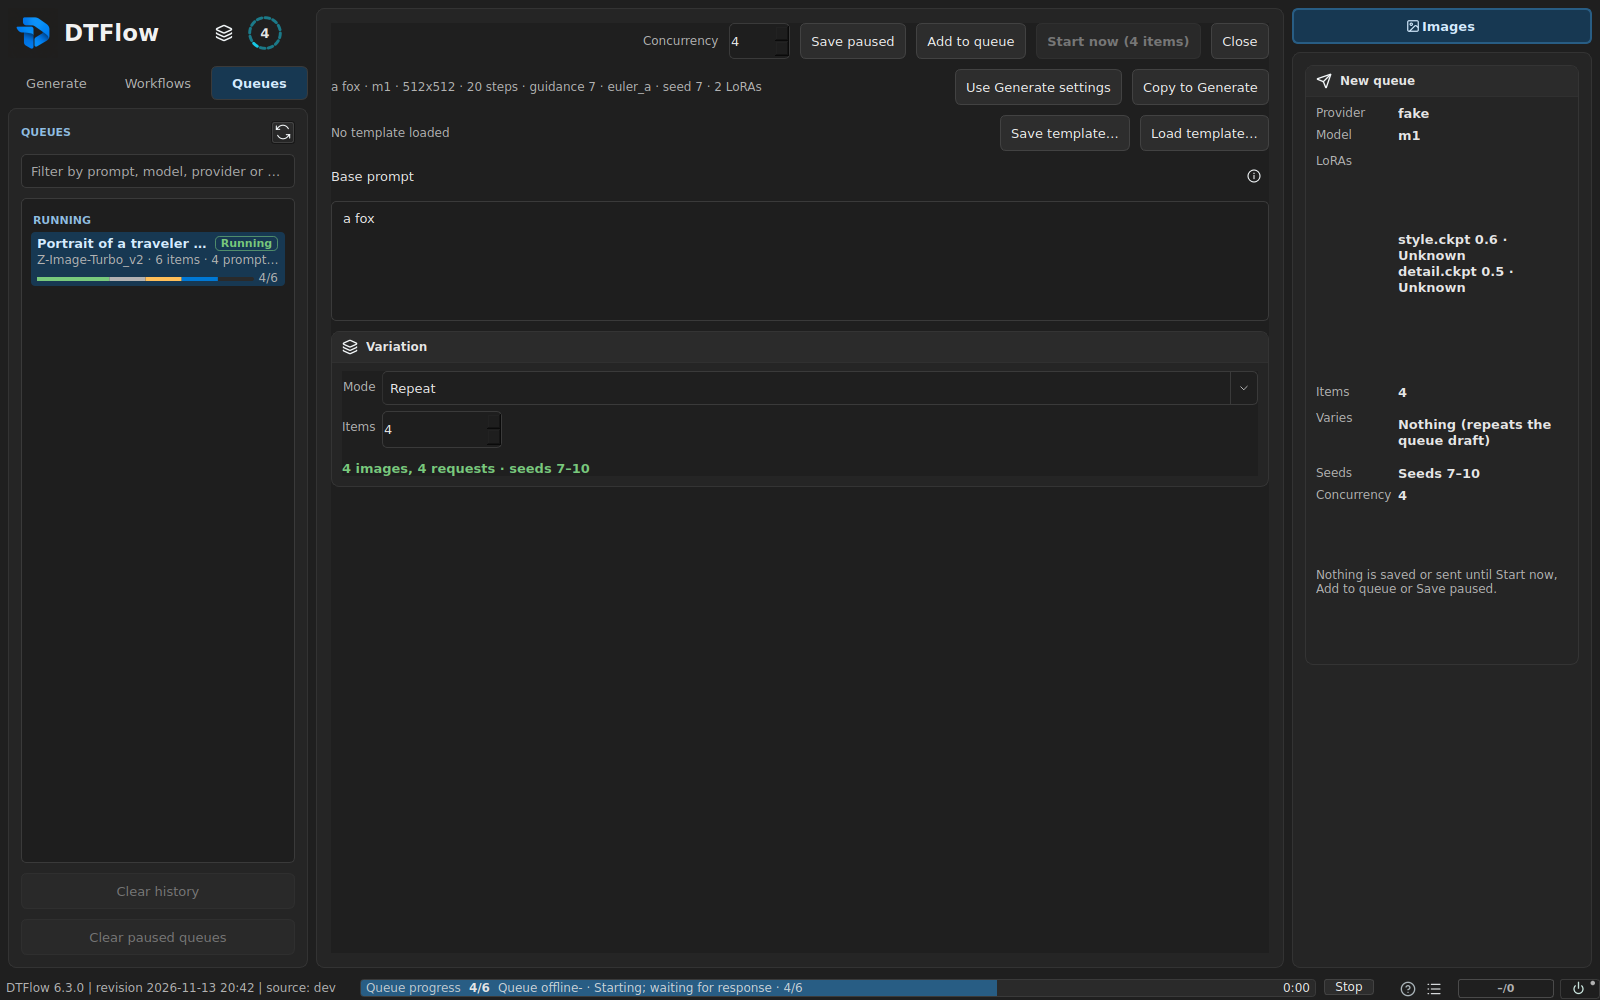 DTFlow
4
Generate
Workflows
Queues
QUEUES
Filter by prompt, model, provider or ...
RUNNING
Portrait of a traveler ...
Running
Z-Image-Turbo_v2 · 6 items · 4 prompt...
4/6
Clear history
Clear paused queues
Concurrency
4
Save paused
Add to queue
Start now (4 items)
Close
a fox · m1 · 512x512 · 20 steps · guidance 7 · euler_a · seed 7 · 2 LoRAs
Use Generate settings
Copy to Generate
No template loaded
Save template...
Load template...
Base prompt
a fox
Variation
Mode
Repeat
Items
4
4 images, 4 requests · seeds 7–10
Images
New queue
Provider
fake
Model
m1
LoRAs
style.ckpt 0.6 ·
Unknown
detail.ckpt 0.5 ·
Unknown
Items
4
Varies
Nothing (repeats the
queue draft)
Seeds
Seeds 7–10
Concurrency
4
Nothing is saved or sent until Start now,
Add to queue or Save paused.
DTFlow 6.3.0 | revision 2026-11-13 20:42 | source: dev
Queue progress 4/6 Queue offline- · Starting; waiting for response · 4/6
0:00
Stop
–/0